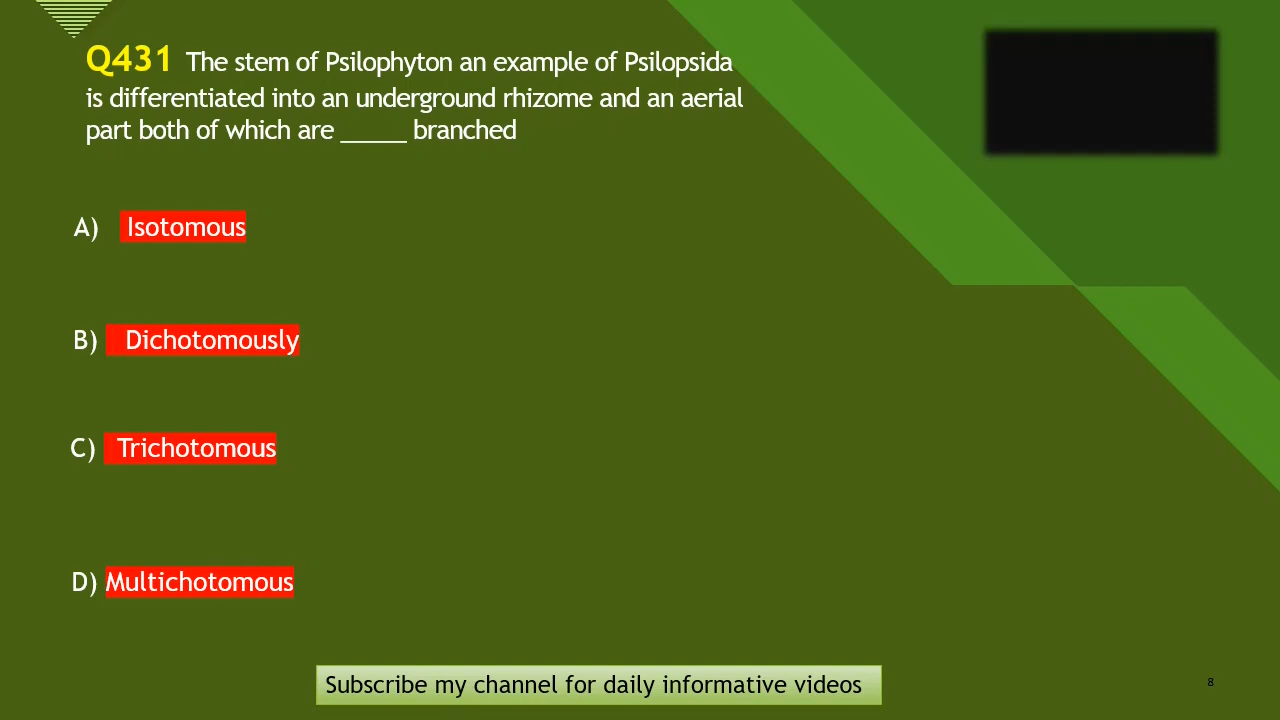 Q431 The stem of Psilophyton an example of Psilopsida
is differentiated into an underground rhizome and an aerial
part both of which are _____ branched
A) Isotomous
B) Dichotomously
C) Trichotomous
D) Multichotomous
Subscribe my channel for daily informative videos
8